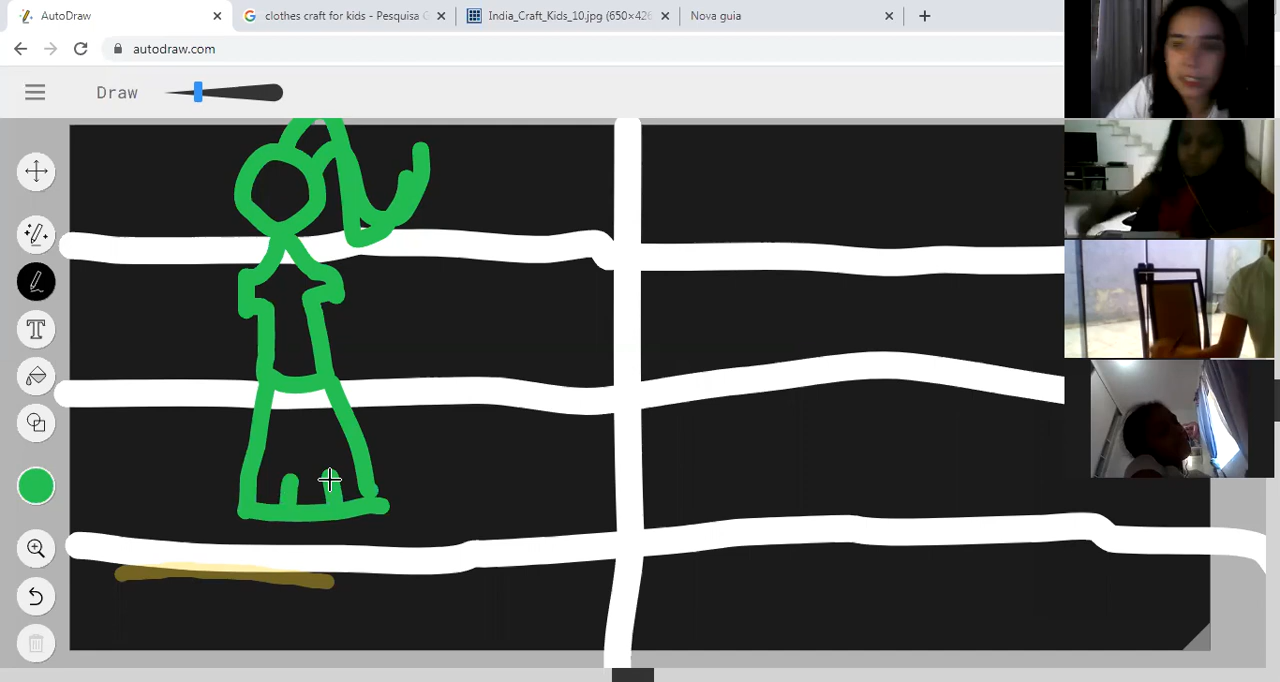 AutoDraw
clothes craft for kids - Pesquisa G
India_Craft_Kids_10.jpg (650×426
Nova guia
autodraw.com
Draw
T